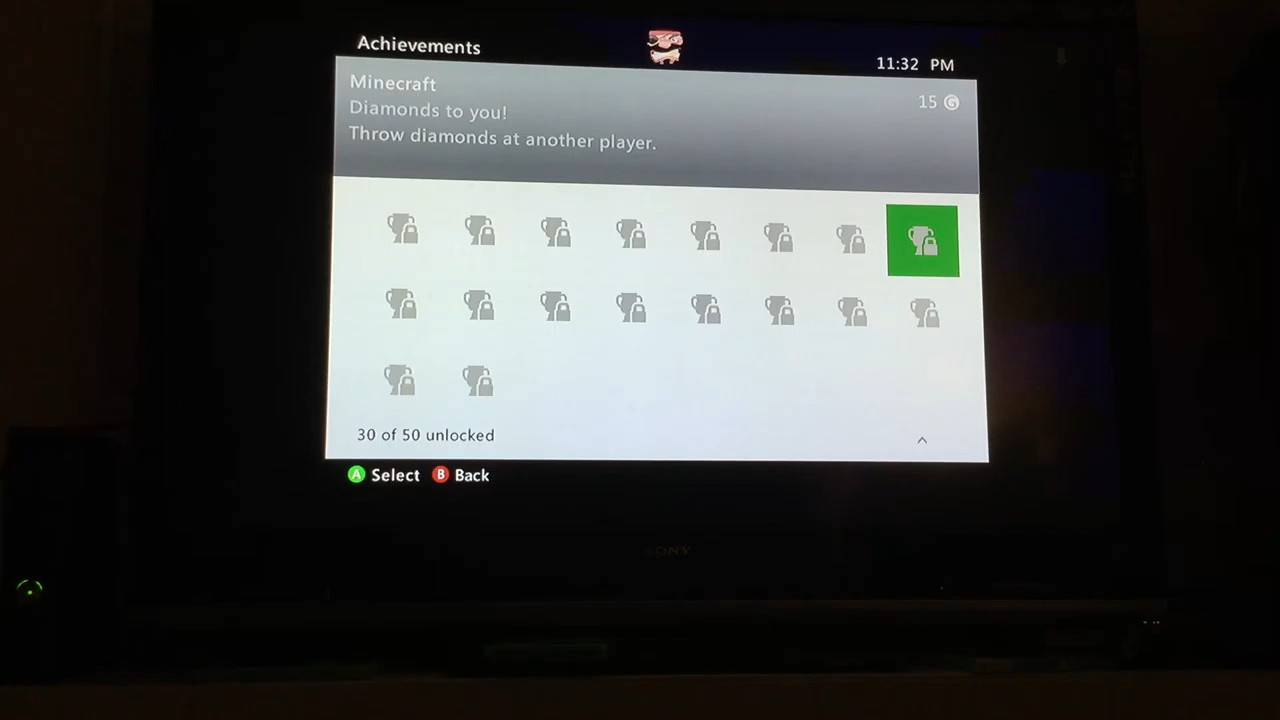 Achievements
11:32 PM
Minecraft
15 G
Diamonds to you!
Throw diamonds at another player.
30 of 50 unlocked
A Select B Back
SONY